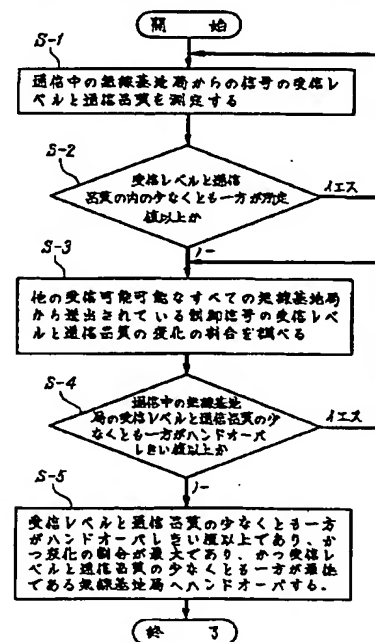 開 始
S-1
通信中の無線基地局からの信号の受信レ
ベルと通信品質を測定する
S-2
受信レベルと通信
品質の内の少なくとも一方が所定
値以上か
イエス
ノー
S-3
他の受信可能可能なすべての無線基地局
から送出されている制御信号の受信レベ
ルと通信品質の変化の割合を調べる
S-4
通信中の無線基地
局の受信レベルと通信品質の少
なくとも一方がハンドオーバ
しきい値以上か
イエス
ノー
S-5
受信レベルと通信品質の少なくとも一方
がハンドオーバしきい値以上であり、か
つ変化の割合が最大であり、かつ受信レ
ベルと通信品質の少なくとも一方が最低
である無線基地局へハンドオーバする。
終 了